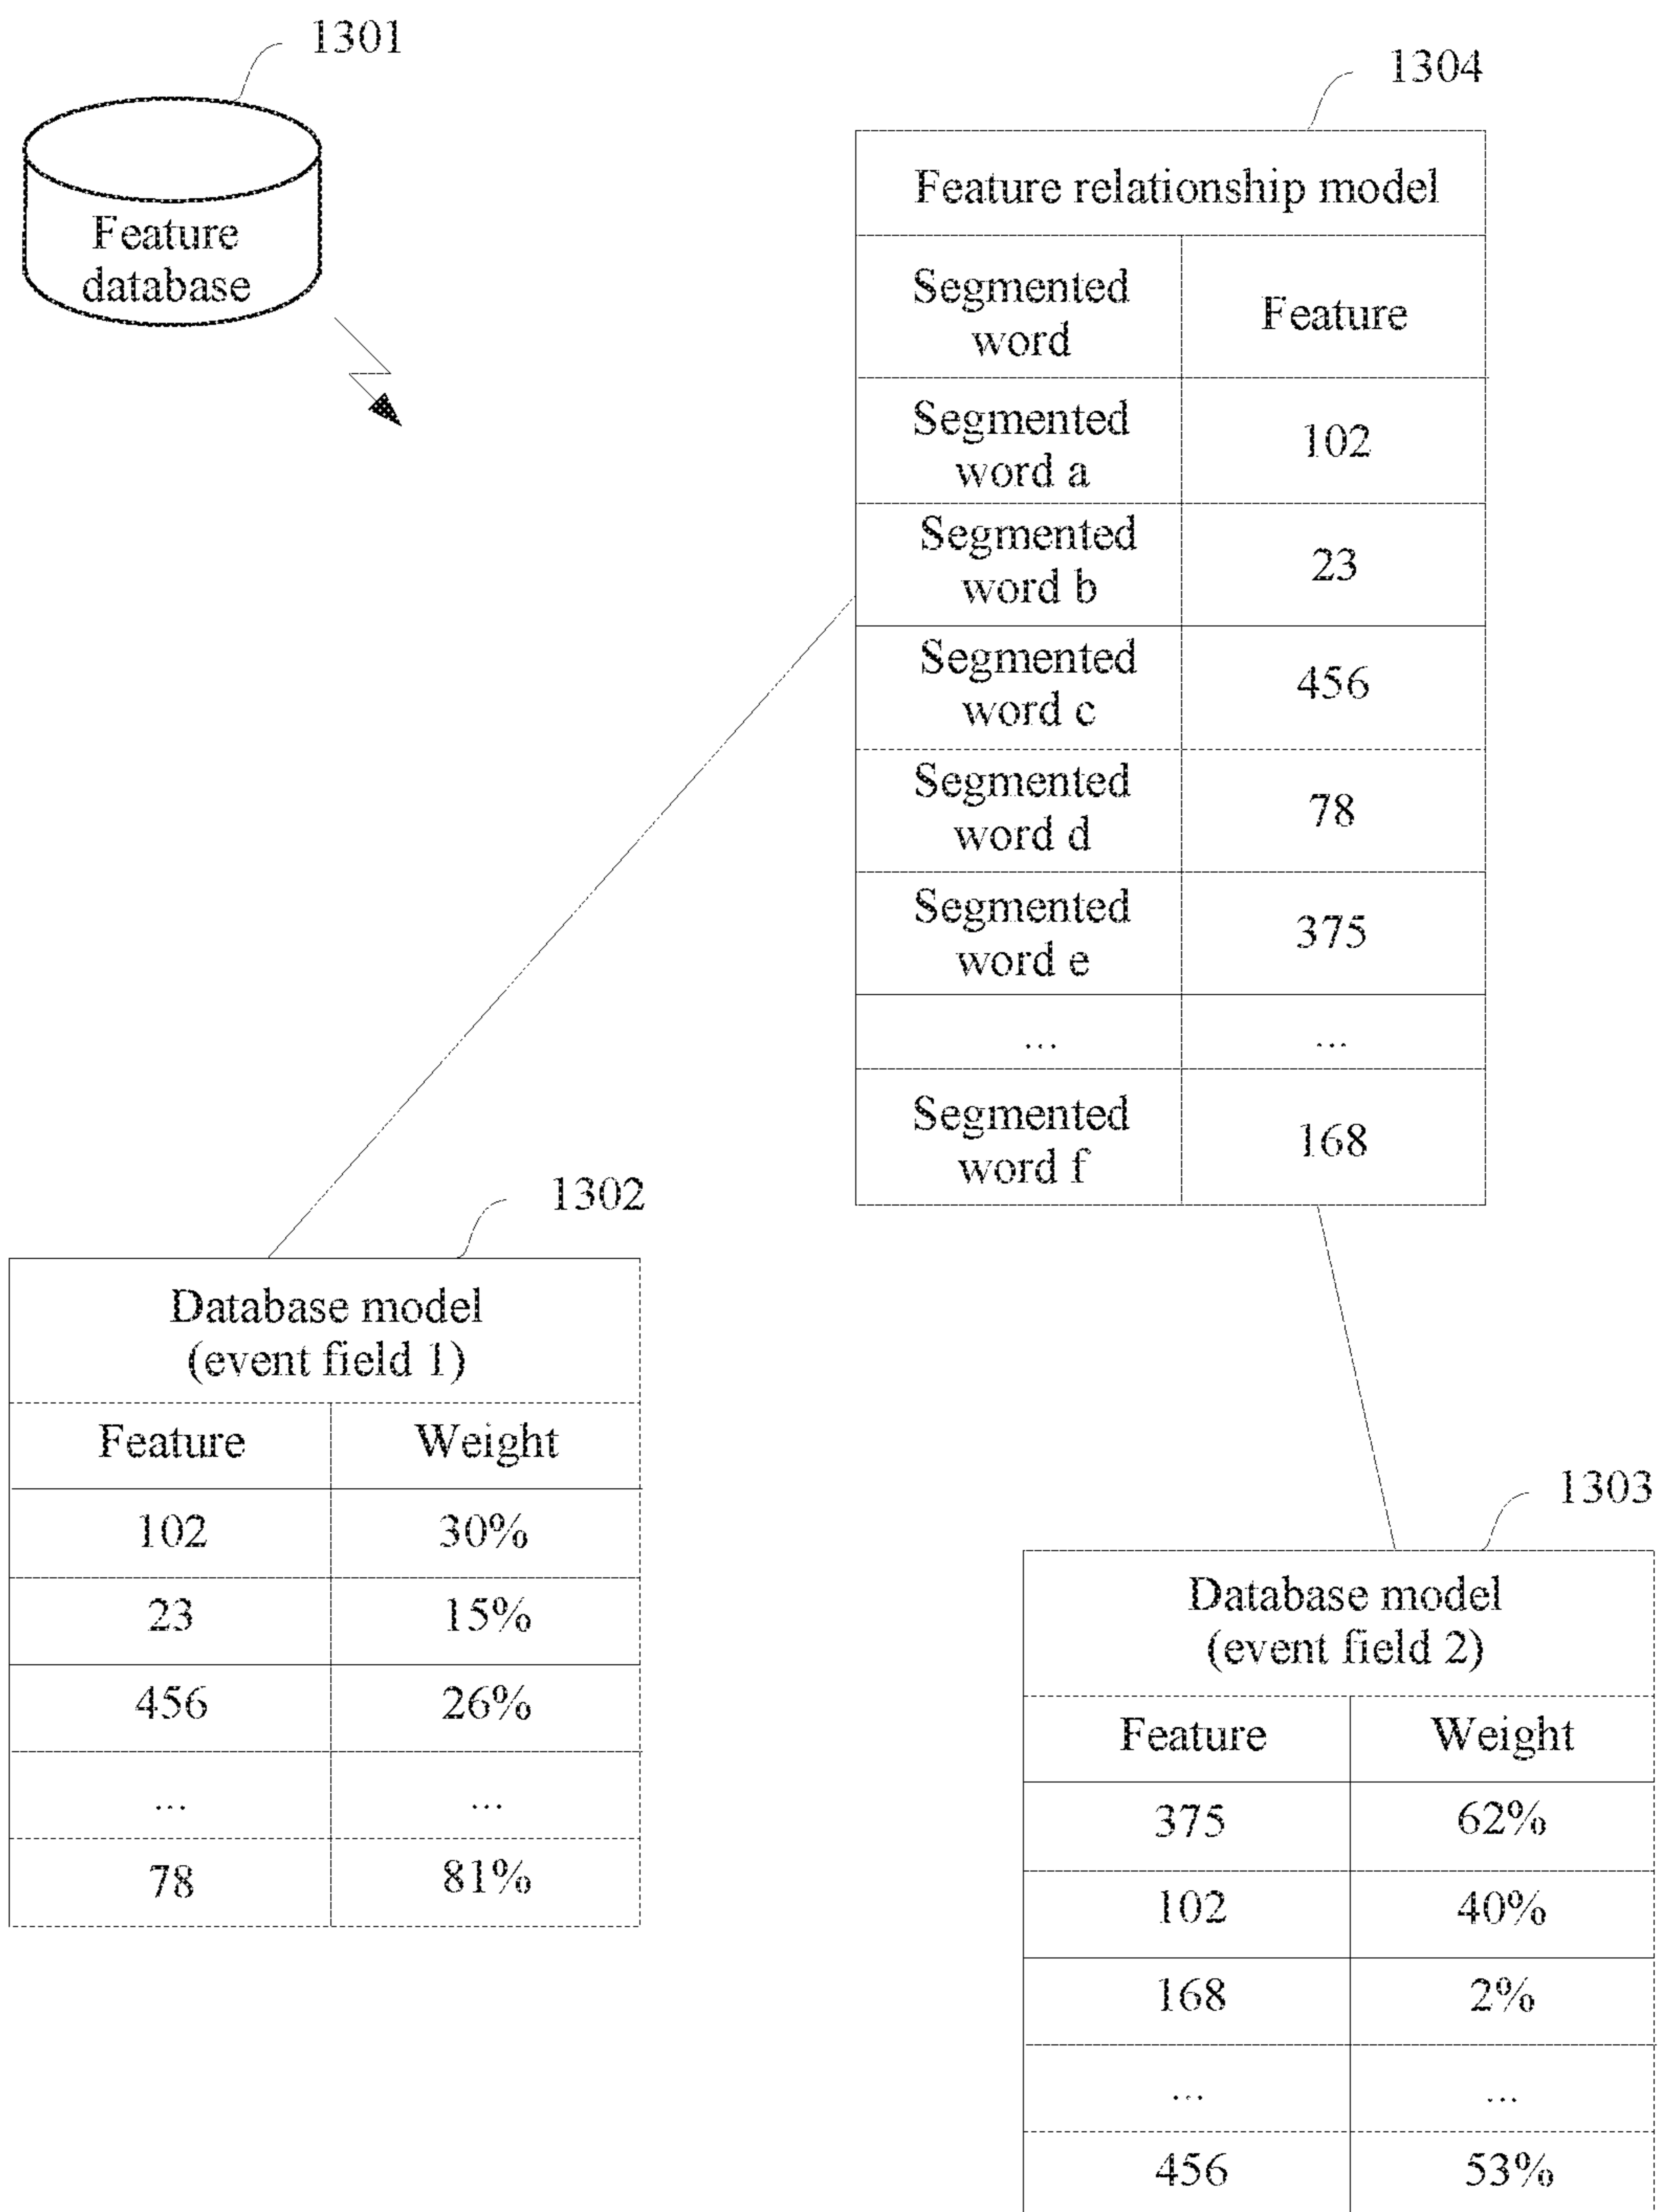 1301
Feature
database
1304
Feature relationship model
Segmented
word
Feature
Segmented
word a
102
Segmented
word b
23
Segmented
word c
456
Segmented
word d
78
Segmented
word e
375
... ...
Segmented
word f
168
1302
Database model
(event field 1)
Feature Weight
102 30%
23 15%
456 26%
... ...
78 81%
1303
Database model
(event field 2)
Feature Weight
375 62%
102 40%
168 2%
... ...
456 53%